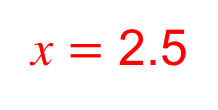 x = 2.5